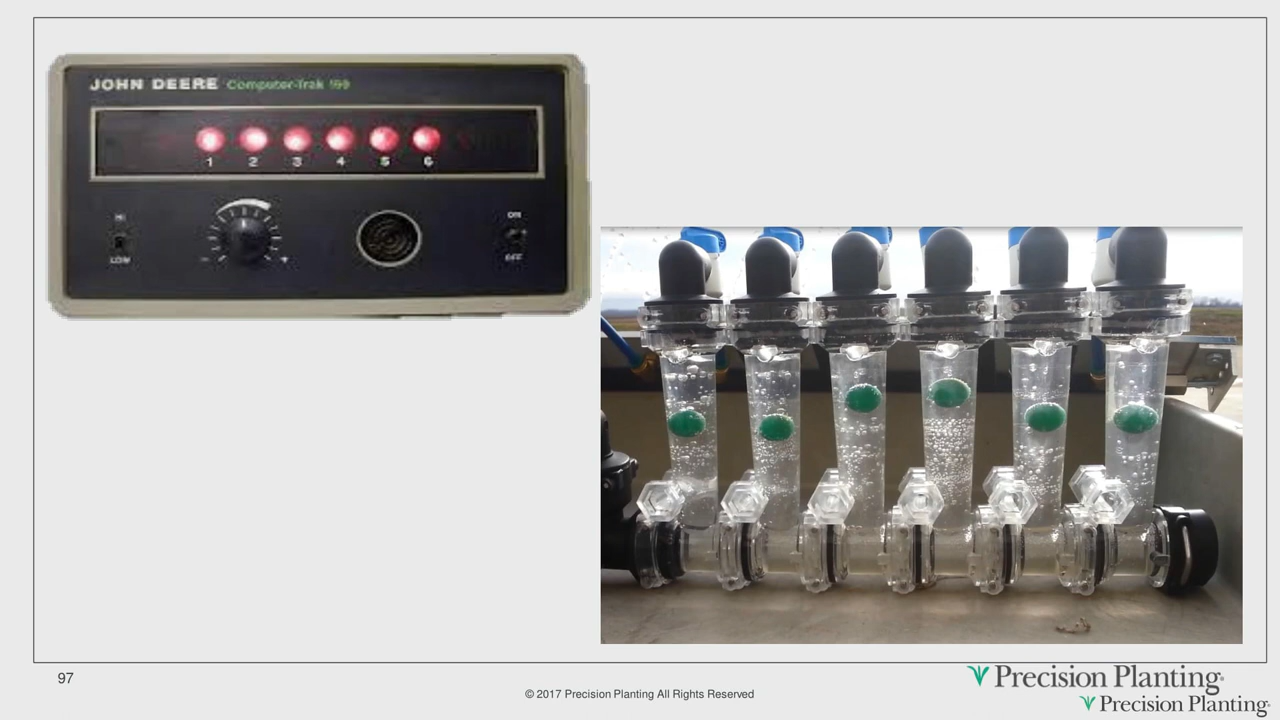 JOHN DEERE Computer-Trak
1 2 3 4 5 6
HI
LOW
- +
ON
OFF
97
© 2017 Precision Planting All Rights Reserved
Precision Planting®
Precision Planting®